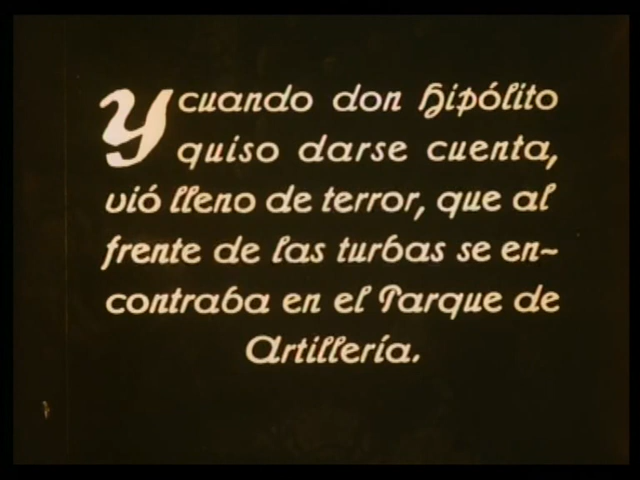 Y cuando don Hipólito
quiso darse cuenta,
vió lleno de terror, que al
frente de las turbas se en-
contraba en el Parque de
Artillería.